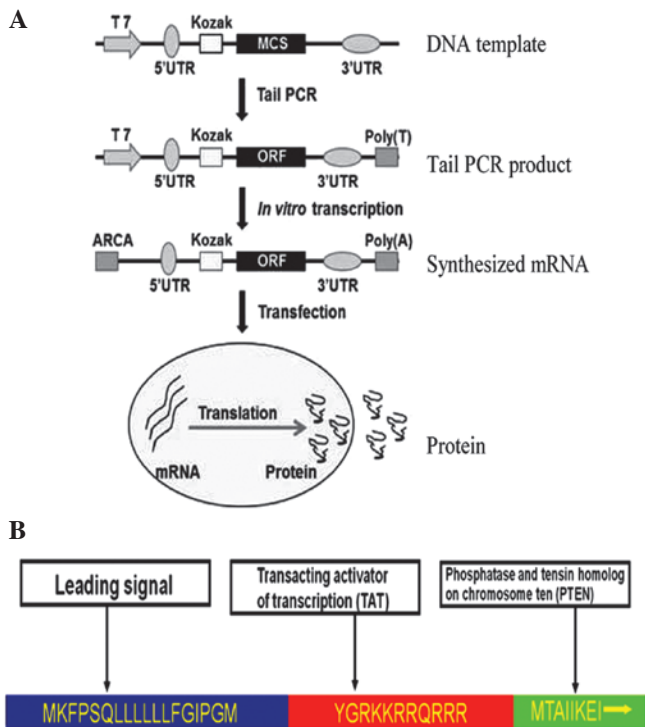 A
T 7
Kozak
MCS
5'UTR
3'UTR
DNA template
Tail PCR
T 7
Kozak
ORF
Poly(T)
5'UTR
3'UTR
Tail PCR product
In vitro transcription
ARCA
Kozak
ORF
Poly(A)
5'UTR
3'UTR
Synthesized mRNA
Transfection
Translation
mRNA
Protein
Protein
B
Leading signal
Transacting activator
of transcription (TAT)
Phosphatase and tensin homolog
on chromosome ten (PTEN)
MKFPSQLLLLLLFGIPGM
YGRKKRRQRRR
MTAIIKEI